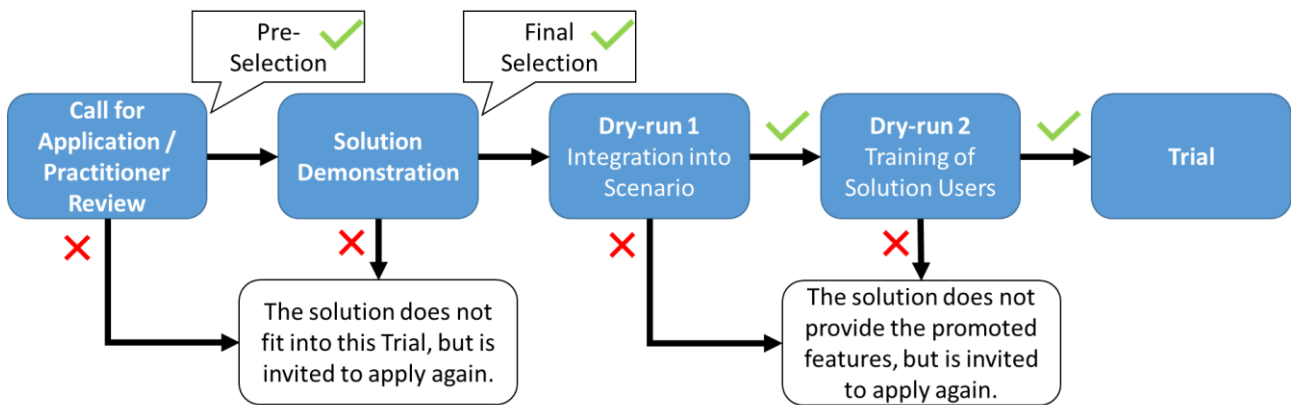 Pre-
Selection
Final
Selection
Call for
Application /
Practitioner
Review
Solution
Demonstration
Dry-run 1
Integration into
Scenario
Dry-run 2
Training of
Solution Users
Trial
The solution does not
fit into this Trial, but is
invited to apply again.
The solution does not
provide the promoted
features, but is invited
to apply again.